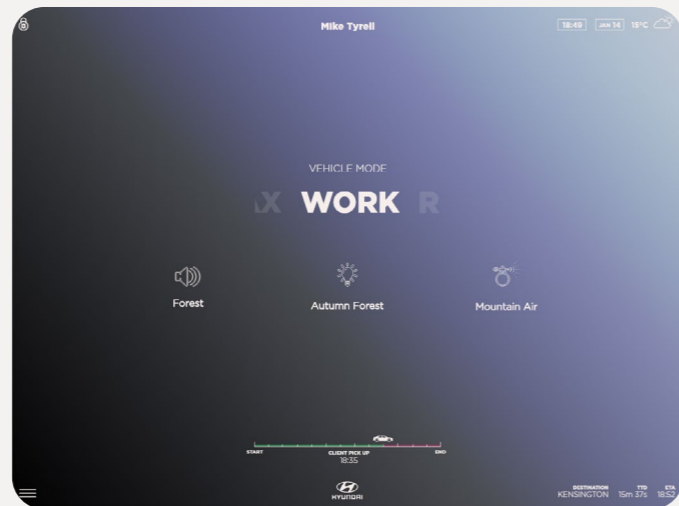 Mike Tyrell
18:49 JAN 14 15°C
VEHICLE MODE
X WORK R
Forest
Autumn Forest
Mountain Air
START CLIENT PICK UP END
18:35
HYUNDAI
DESTINATION TTD ETA
KENSINGTON 15m 37s 18:52